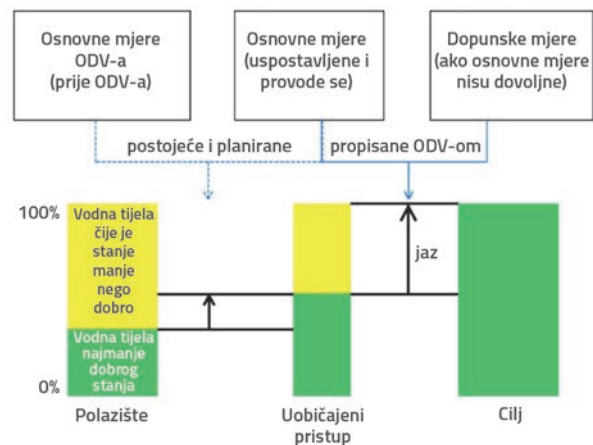 Osnovne mjere
ODV-a
(prije ODV-a)
Osnovne mjere
(uspostavljene i
provode se)
Dopunske mjere
(ako osnovne mjere
nisu dovoljne)
postojeće i planirane
propisane ODV-om
100%
Vodna tijela
čije je
stanje
manje
nego
dobro
jaz
Vodna tijela
najmanje
dobrog
stanja
0%
Polazište
Uobičajeni
pristup
Cilj